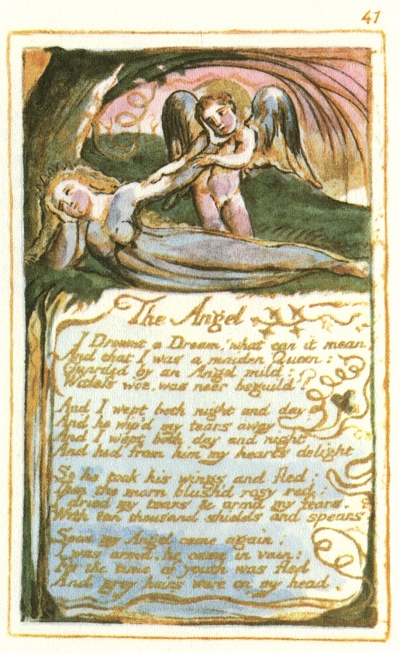 41
The Angel
I Dreamt a Dream! what can it mean?
And that I was a maiden Queen:
Guarded by an Angel mild:
Witless woe, was neer beguil'd!
And I wept both night and day
And he wip'd my tears away
And I wept both day and night
And hid from him my hearts delight
So he took his wings and fled:
Then the morn blush'd rosy red:
I dried my tears & armd my fears,
With ten thousand shields and spears.
Soon my Angel came again:
I was arm'd, he came in vain:
For the time of youth was fled
And grey hairs were on my head.